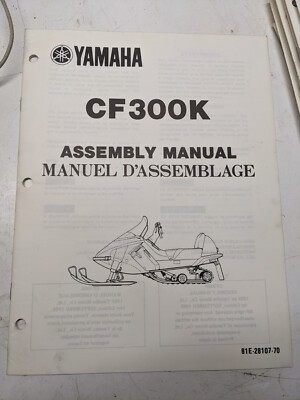 YAMAHA
CF300K
ASSEMBLY MANUAL
MANUEL D'ASSEMBLAGE
81E-28107-70